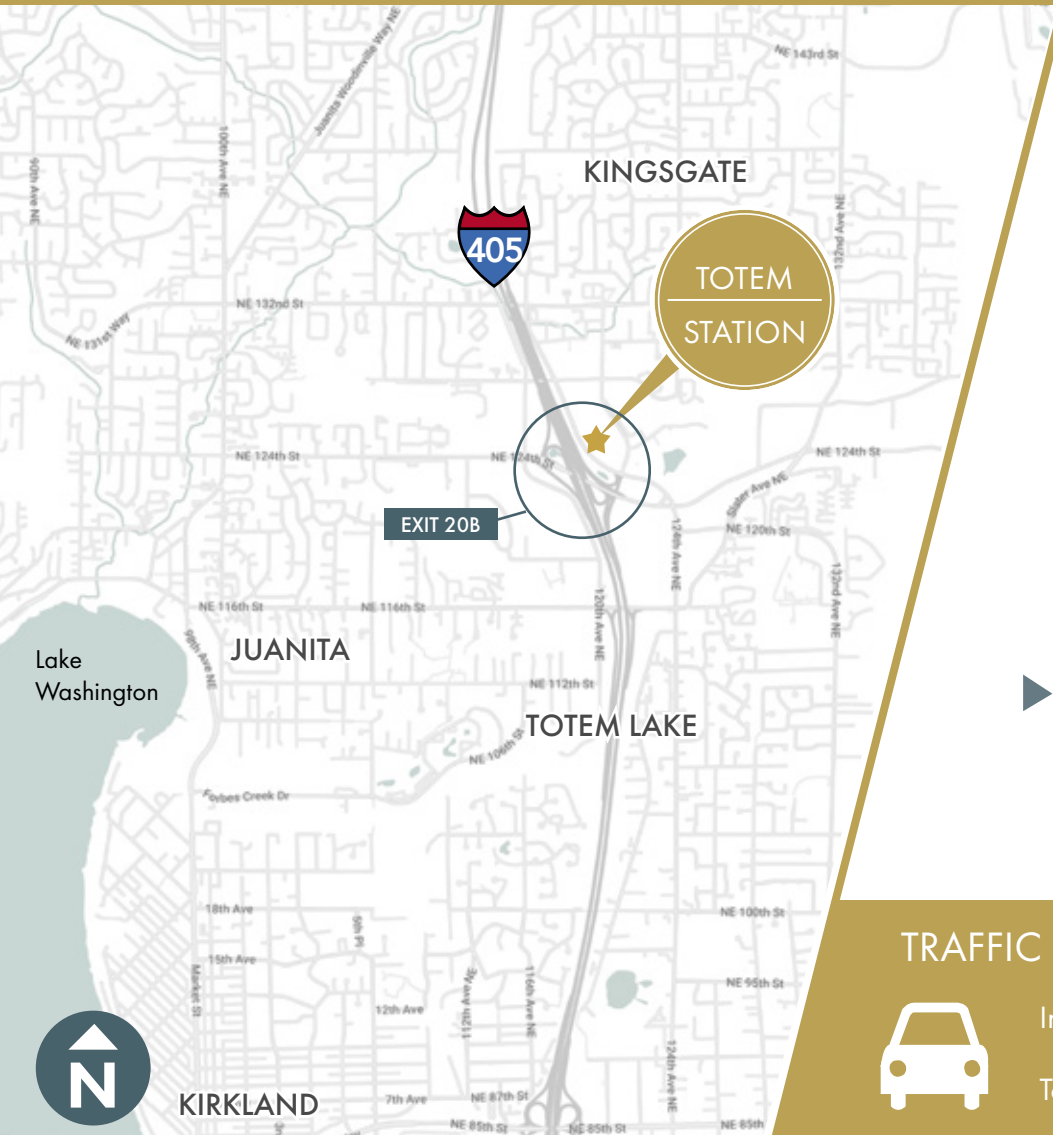 Juanita Woodinville Way NE
NE 143rd St
100th Ave NE
90th Ave NE
KINGSGATE
132nd Ave NE
405
TOTEM
STATION
NE 132nd St
NE 131st Way
NE 124th St
NE 124th St
NE 124th St
Slater Ave NE
EXIT 20B
NE 120th St
124th Ave NE
132nd Ave NE
120th Ave NE
NE 116th St
NE 116th St
98th Ave NE
JUANITA
Lake
Washington
NE 112th St
TOTEM LAKE
NE 106th St
Forbes Creek Dr
18th Ave
6th Pl
NE 100th St
TRAFFIC
15th Ave
Market St
112th Ave NE
116th Ave NE
NE 95th St
12th Ave
124th Ave NE
N
KIRKLAND
7th Ave
NE 87th St
NE 85th St
NE 85th St
NE 85th